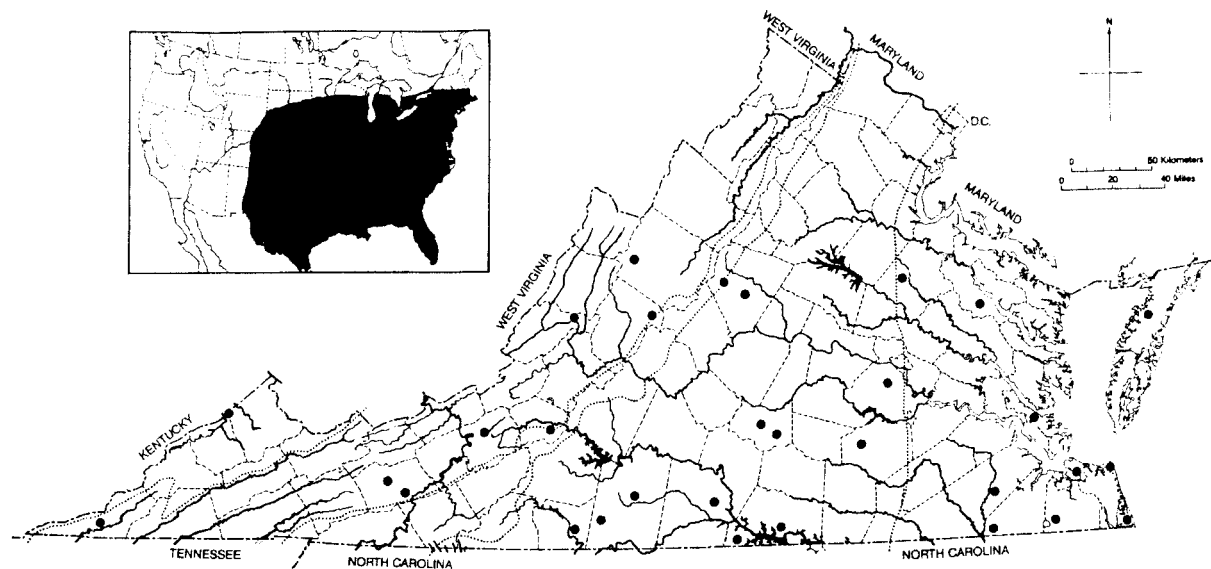 WEST VIRGINIA
MARYLAND
N
D.C.
0 50 Kilometers
0 20 40 Miles
MARYLAND
WEST VIRGINIA
KENTUCKY
TENNESSEE
NORTH CAROLINA
NORTH CAROLINA